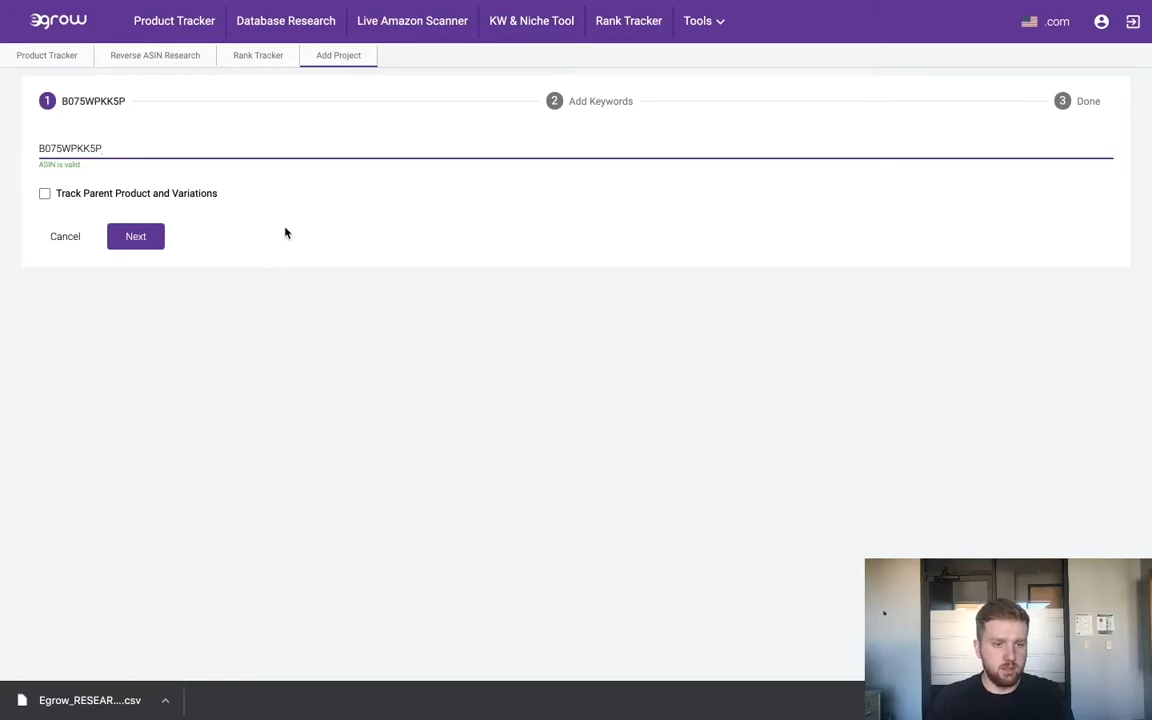 egrow
Product Tracker
Database Research
Live Amazon Scanner
KW & Niche Tool
Rank Tracker
Tools
.com
Product Tracker
Reverse ASIN Research
Rank Tracker
Add Project
1 B075WPKK5P
2 Add Keywords
3 Done
B075WPKK5P
ASIN is valid
Track Parent Product and Variations
Cancel
Next
Egrow_RESEAR....csv